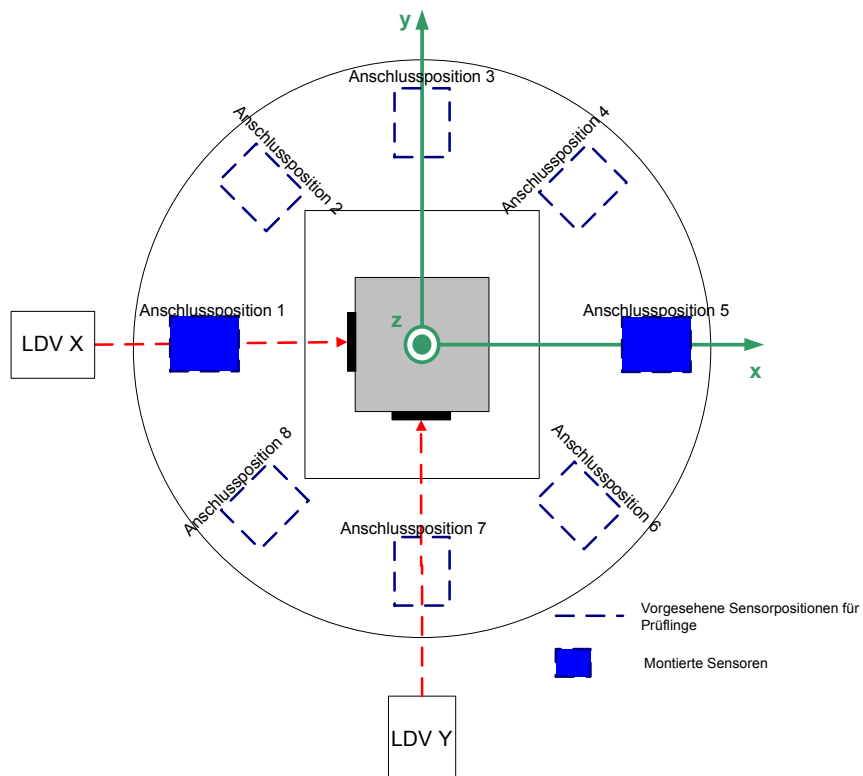 y
Anschlussposition 3
Anschlussposition 2
Anschlussposition 4
Anschlussposition 1
Anschlussposition 5
LDV X
z
x
Anschlussposition 8
Anschlussposition 6
Anschlussposition 7
Vorgesehene Sensorpositionen für
Prüflinge
Montierte Sensoren
LDV Y